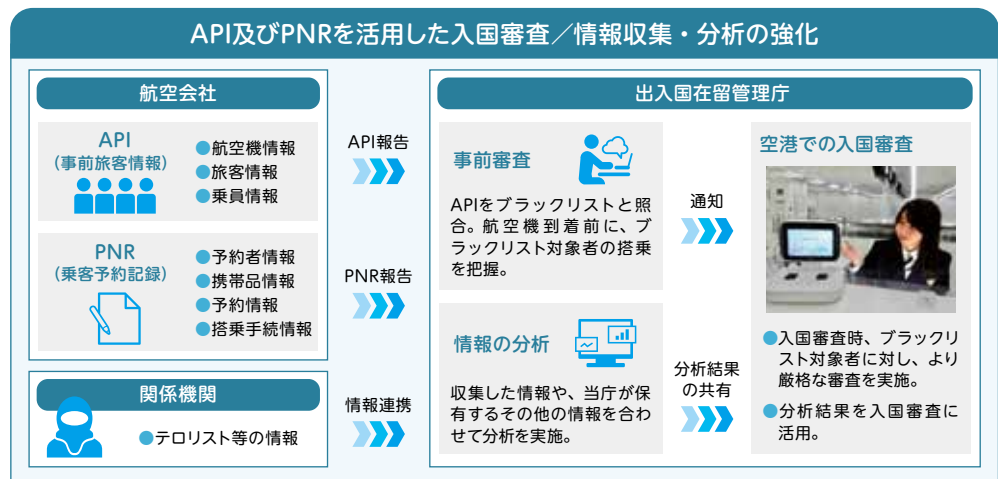 API及びPNRを活用した入国審査／情報収集・分析の強化
航空会社
API
（事前旅客情報）
●航空機情報
●旅客情報
●乗員情報
PNR
（乗客予約記録）
●予約者情報
●携帯品情報
●予約情報
●搭乗手続情報
関係機関
●テロリスト等の情報
API報告
PNR報告
情報連携
出入国在留管理庁
事前審査
APIをブラックリストと照
合。航空機到着前に、ブ
ラックリスト対象者の搭乗
を把握。
情報の分析
収集した情報や、当庁が保
有するその他の情報を合わ
せて分析を実施。
通知
分析結果
の共有
空港での入国審査
●入国審査時、ブラックリ
スト対象者に対し、より
厳格な審査を実施。
●分析結果を入国審査に
活用。